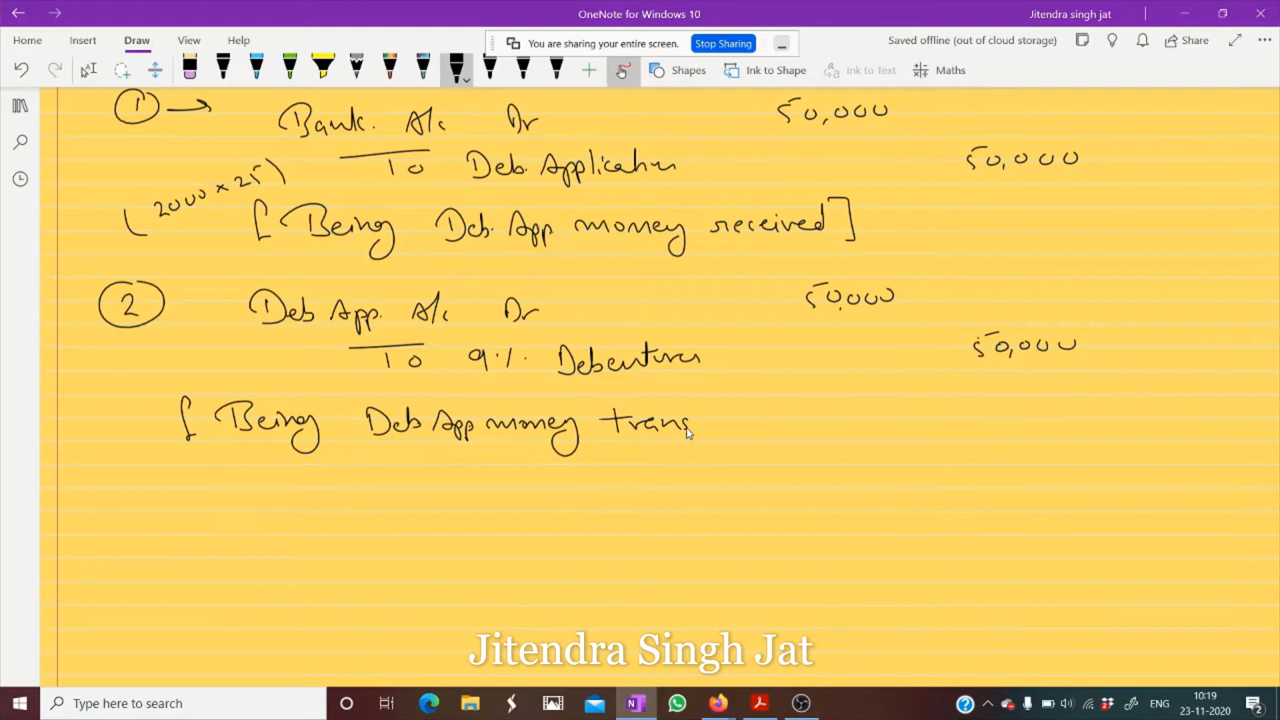 OneNote for Windows 10
Jitendra singh jat
Home Insert Draw View Help
You are sharing your entire screen. Stop Sharing
Saved offline (out of cloud storage)
Share
Shapes Ink to Shape Ink to Text Maths
1 → Bank. A/c Dr 50,000
To Deb. Application 50,000
(2000 × 25)
[Being Deb. App money received]
2 Deb App. A/c Dr 50,000
To 9% Debentures 50,000
[Being Deb App money trans
Jitendra Singh Jat
Type here to search
ENG
10:19
23-11-2020
2